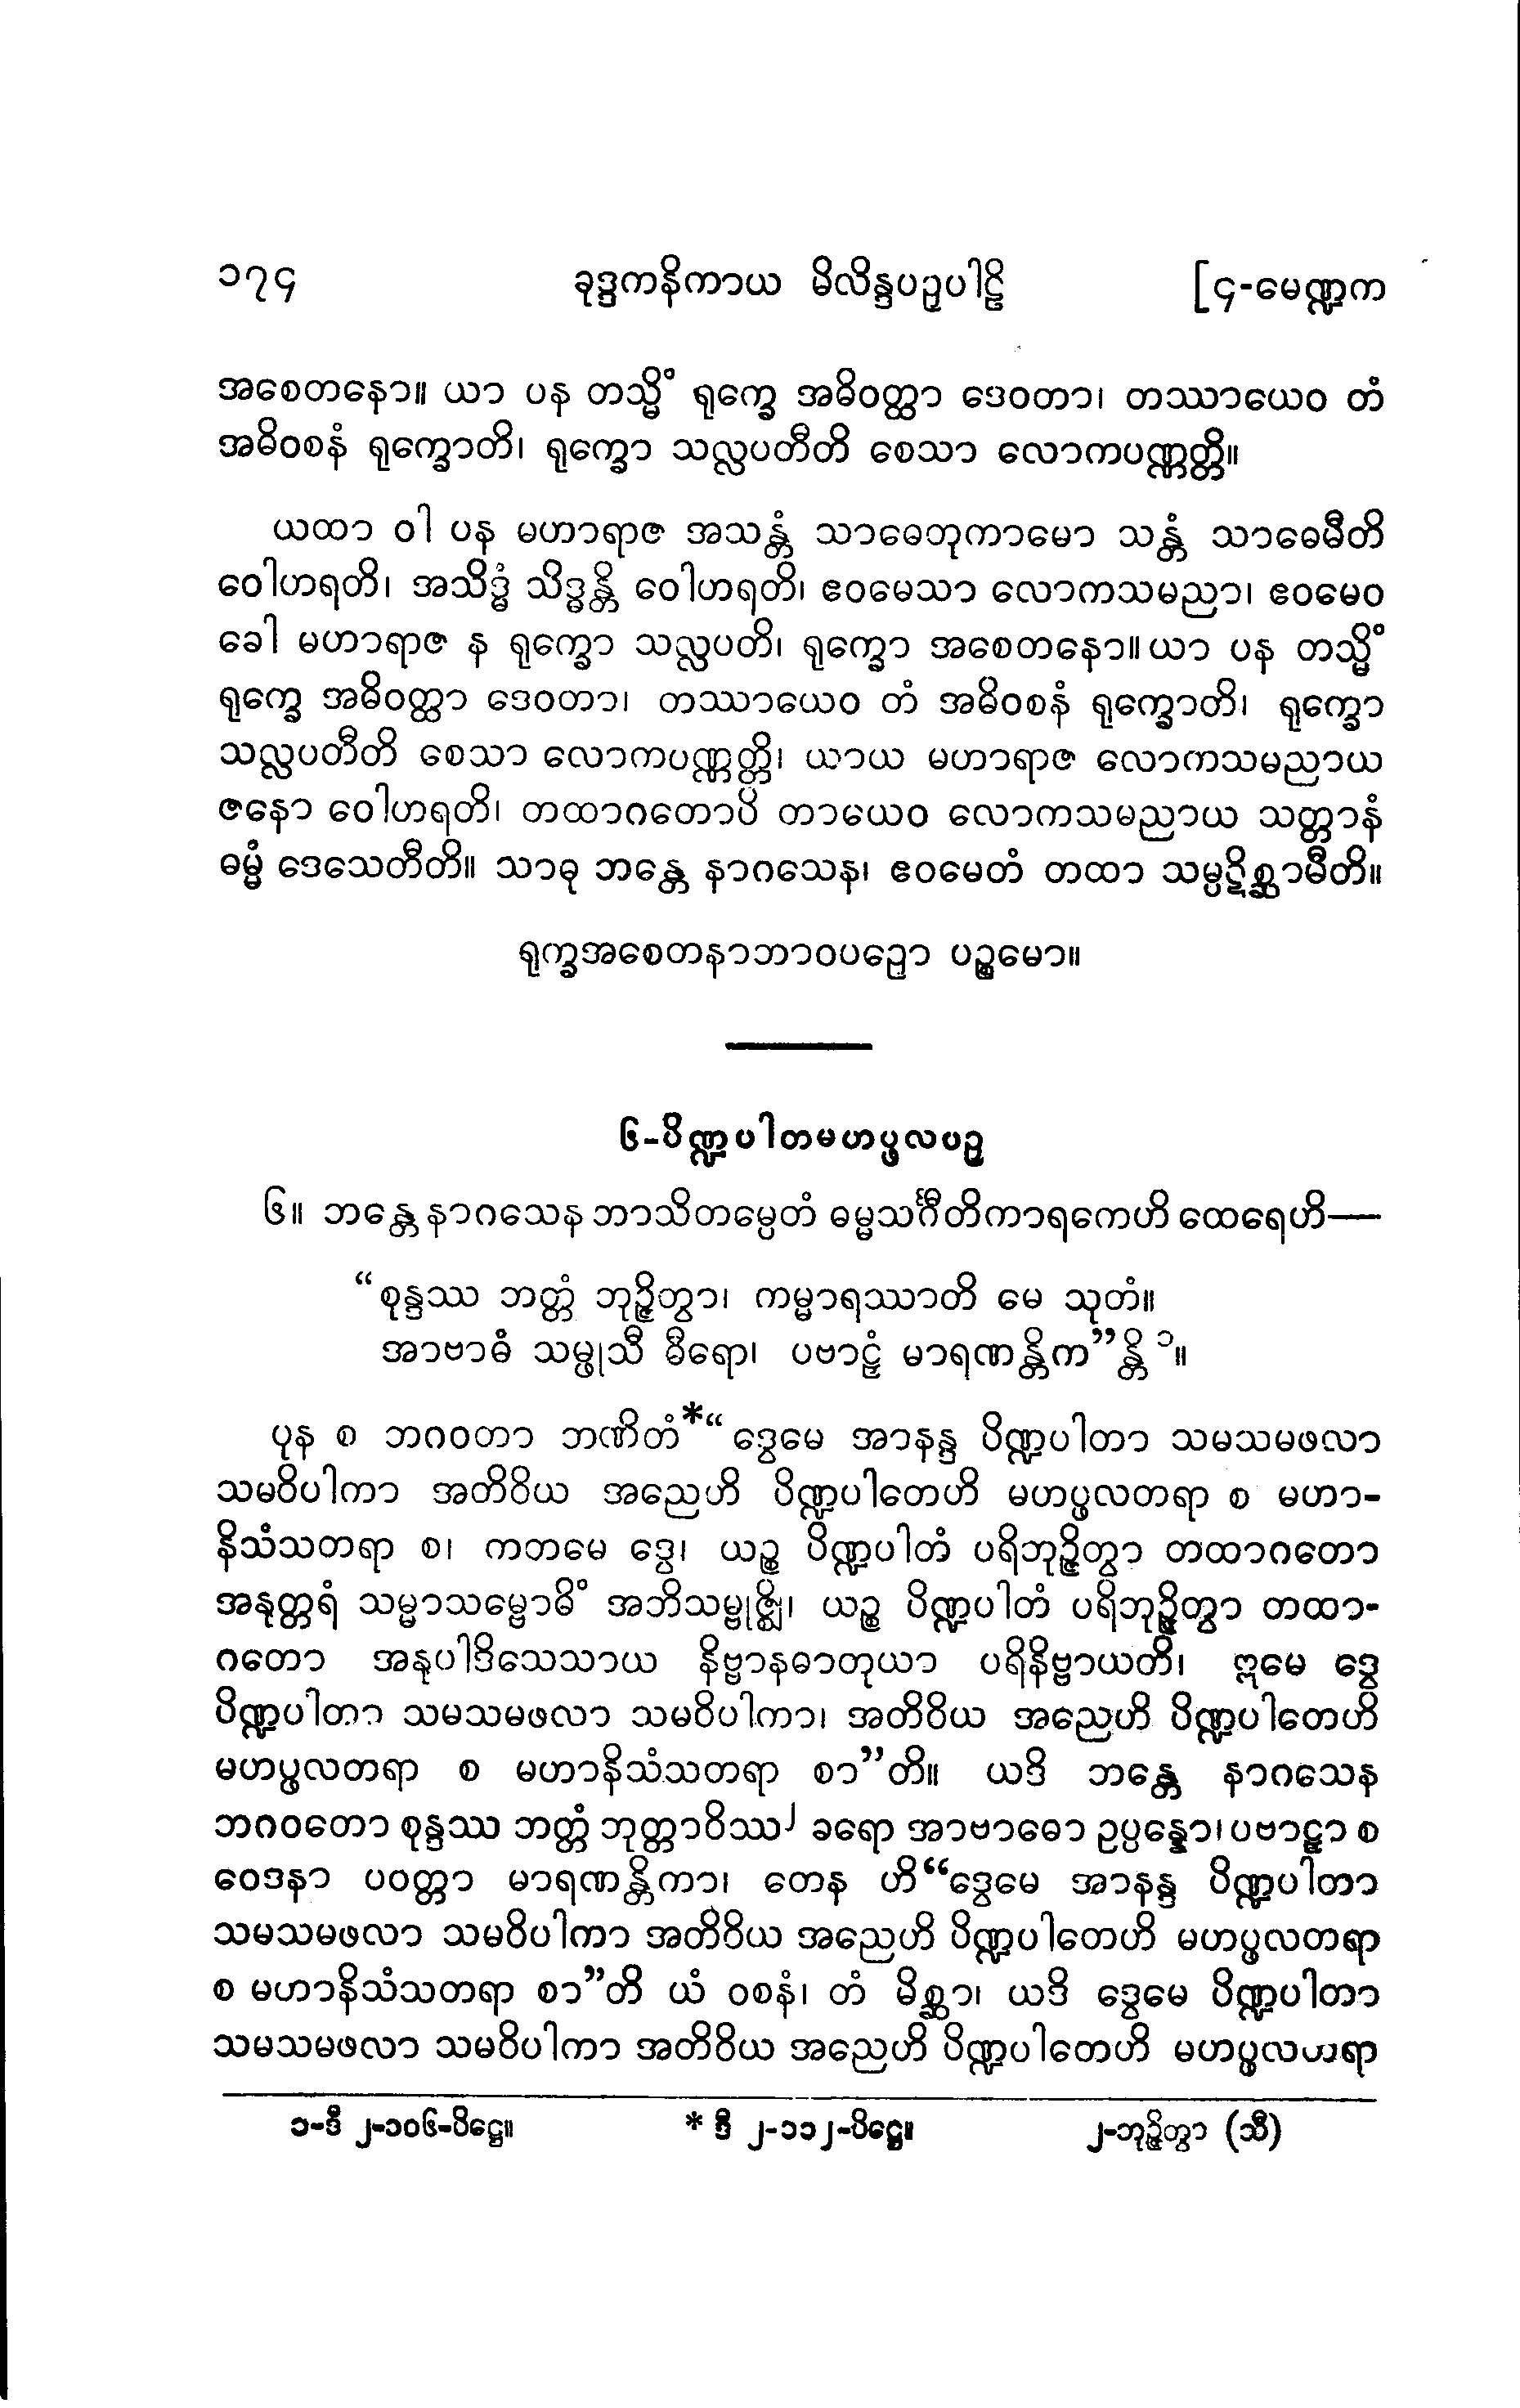 ၁၇၄ ခုဒ္ဒကနိကာယ မိလိန္ဒပဉှပါဠိ [၄-မေဏ္ဍက
အစေတနော။ ယာ ပန တသ္မိံ ရုက္ခေ အဓိဝတ္ထာ ဒေဝတာ၊ တဿာယေဝ တံ
အဓိဝစနံ ရုက္ခောတိ၊ ရုက္ခော သလ္လပတီတိ စေသာ လောကပဏ္ဏတ္တိ။
ယထာ ဝါ ပန မဟာရာဇ အသန္တံ သာဓေတုကာမော သန္တံ သာဓေမီတိ
ဝေါဟရတိ၊ အသိဒ္ဓံ သိဒ္ဓန္တိ ဝေါဟရတိ၊ ဧဝမေသာ လောကသမညာ၊ ဧဝမေဝ
ခေါ မဟာရာဇ န ရုက္ခော သလ္လပတိ၊ ရုက္ခော အစေတနော။ ယာ ပန တသ္မိံ
ရုက္ခေ အဓိဝတ္ထာ ဒေဝတာ၊ တဿာယေဝ တံ အဓိဝစနံ ရုက္ခောတိ၊ ရုက္ခော
သလ္လပတီတိ စေသာ လောကပဏ္ဏတ္တိ၊ ယာယ မဟာရာဇ လောကသမညာယ
ဇနော ဝေါဟရတိ၊ တထာဂတောပိ တာယေဝ လောကသမညာယ သတ္တာနံ
ဓမ္မံ ဒေသေတီတိ။ သာဓု ဘန္တေ နာဂသေန၊ ဧဝမေတံ တထာ သမ္ပဋိစ္ဆာမီတိ။
ရုက္ခအစေတနာဘာဝပဉှော ပဉ္စမော။
၆-ပိဏ္ဍပါတမဟပ္ဖလပဉှ
၆။ ဘန္တေ နာဂသေန ဘာသိတမ္ပေတံ ဓမ္မသင်္ဂီတိကာရကေဟိ ထေရေဟိ—
“စုန္ဒဿ ဘတ္တံ ဘုဉ္ဇိတွာ၊ ကမ္မာရဿာတိ မေ သုတံ။
အာဗာဓံ သမ္ဖုသီ ဓီရော၊ ပဗာဠှံ မာရဏန္တိက”န္တိ ၁။
ပုန စ ဘဂဝတာ ဘဏိတံ*“ဒွေမေ အာနန္ဒ ပိဏ္ဍပါတာ သမသမဖလာ
သမဝိပါကာ အတိဝိယ အညေဟိ ပိဏ္ဍပါတေဟိ မဟပ္ဖလတရာ စ မဟာ-
နိသံသတရာ စ၊ ကတမေ ဒွေ၊ ယဉ္စ ပိဏ္ဍပါတံ ပရိဘုဉ္ဇိတွာ တထာဂတော
အနုတ္တရံ သမ္မာသမ္ဗောဓိံ အဘိသမ္ဗုဇ္ဈိ၊ ယဉ္စ ပိဏ္ဍပါတံ ပရိဘုဉ္ဇိတွာ တထာ-
ဂတော အနုပါဒိသေသာယ နိဗ္ဗာနဓာတုယာ ပရိနိဗ္ဗာယတိ၊ ဣမေ ဒွေ
ပိဏ္ဍပါတာ သမသမဖလာ သမဝိပါကာ၊ အတိဝိယ အညေဟိ ပိဏ္ဍပါတေဟိ
မဟပ္ဖလတရာ စ မဟာနိသံသတရာ စာ”တိ။ ယဒိ ဘန္တေ နာဂသေန
ဘဂဝတော စုန္ဒဿ ဘတ္တံ ဘုတ္တာဝိဿ၂ ခရော အာဗာဓော ဥပ္ပန္နော၊ ပဗာဠှာ စ
ဝေဒနာ ပဝတ္တာ မာရဏန္တိကာ၊ တေန ဟိ“ဒွေမေ အာနန္ဒ ပိဏ္ဍပါတာ
သမသမဖလာ သမဝိပါကာ အတိဝိယ အညေဟိ ပိဏ္ဍပါတေဟိ မဟပ္ဖလတရာ
စ မဟာနိသံသတရာ စာ”တိ ယံ ဝစနံ၊ တံ မိစ္ဆာ၊ ယဒိ ဒွေမေ ပိဏ္ဍပါတာ
သမသမဖလာ သမဝိပါကာ အတိဝိယ အညေဟိ ပိဏ္ဍပါတေဟိ မဟပ္ဖလတရာ
၁-ဒီ ၂-၁၀၆-ပိဋ္ဌေ။ * ဒီ ၂-၁၁၂-ပိဋ္ဌေ။ ၂-ဘုဉ္ဇိတွာ (သီ)